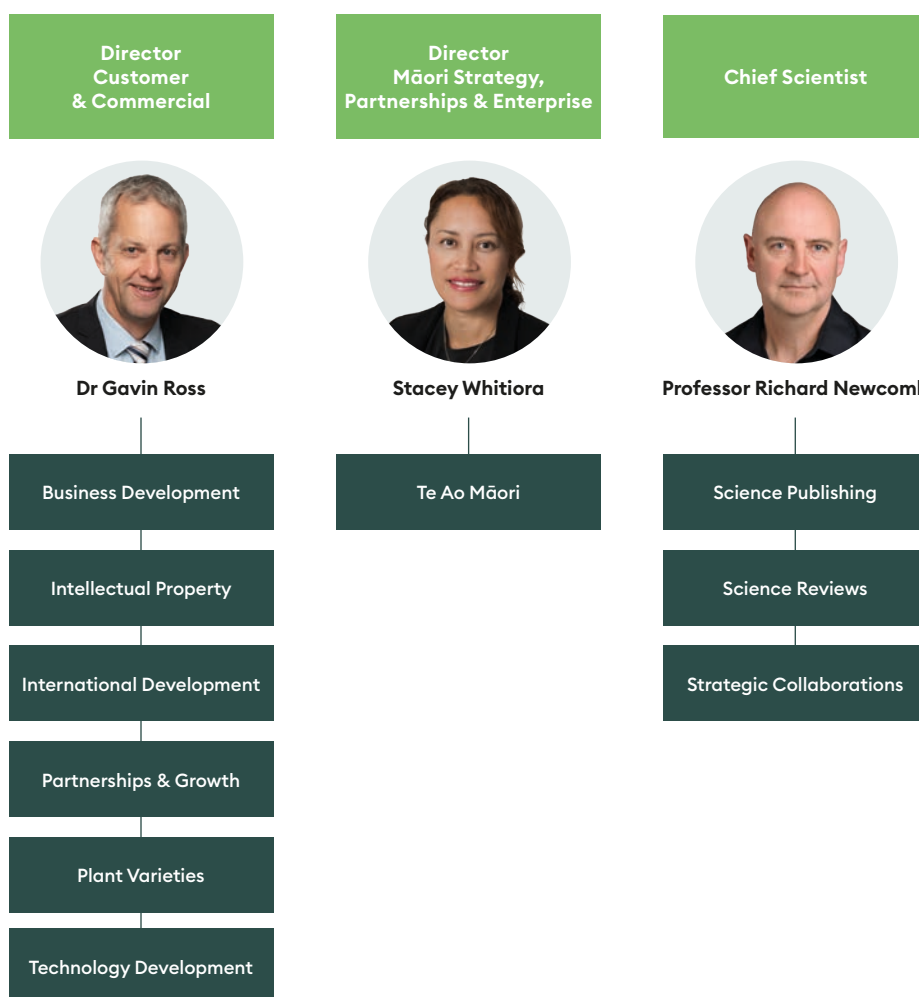 Director
Customer
& Commercial
Dr Gavin Ross
Business Development
Intellectual Property
International Development
Partnerships & Growth
Plant Varieties
Technology Development
Director
Māori Strategy,
Partnerships & Enterprise
Stacey Whitiora
Te Ao Māori
Chief Scientist
Professor Richard Newcomb
Science Publishing
Science Reviews
Strategic Collaborations